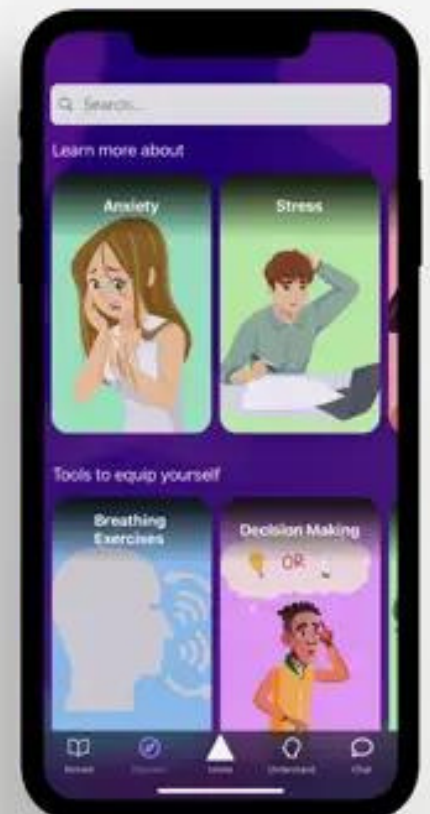 Search...
Learn more about
Anxiety
Stress
Tools to equip yourself
Breathing
Exercises
Decision Making
OR
Understand
Chat